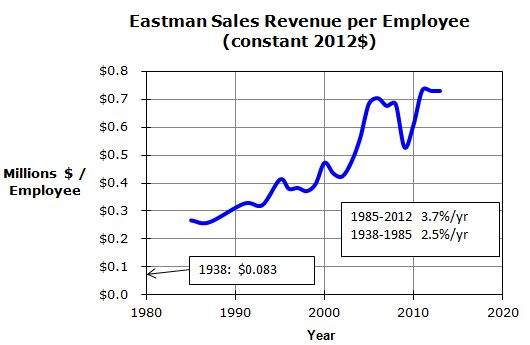 Eastman Sales Revenue per Employee
(constant 2012$)
$0.8
$0.7
$0.6
$0.5
$0.4
$0.3
$0.2
$0.1
$0.0
Millions $ /
Employee
1985-2012 3.7%/yr
1938-1985 2.5%/yr
1938: $0.083
1980 1990 2000 2010 2020
Year